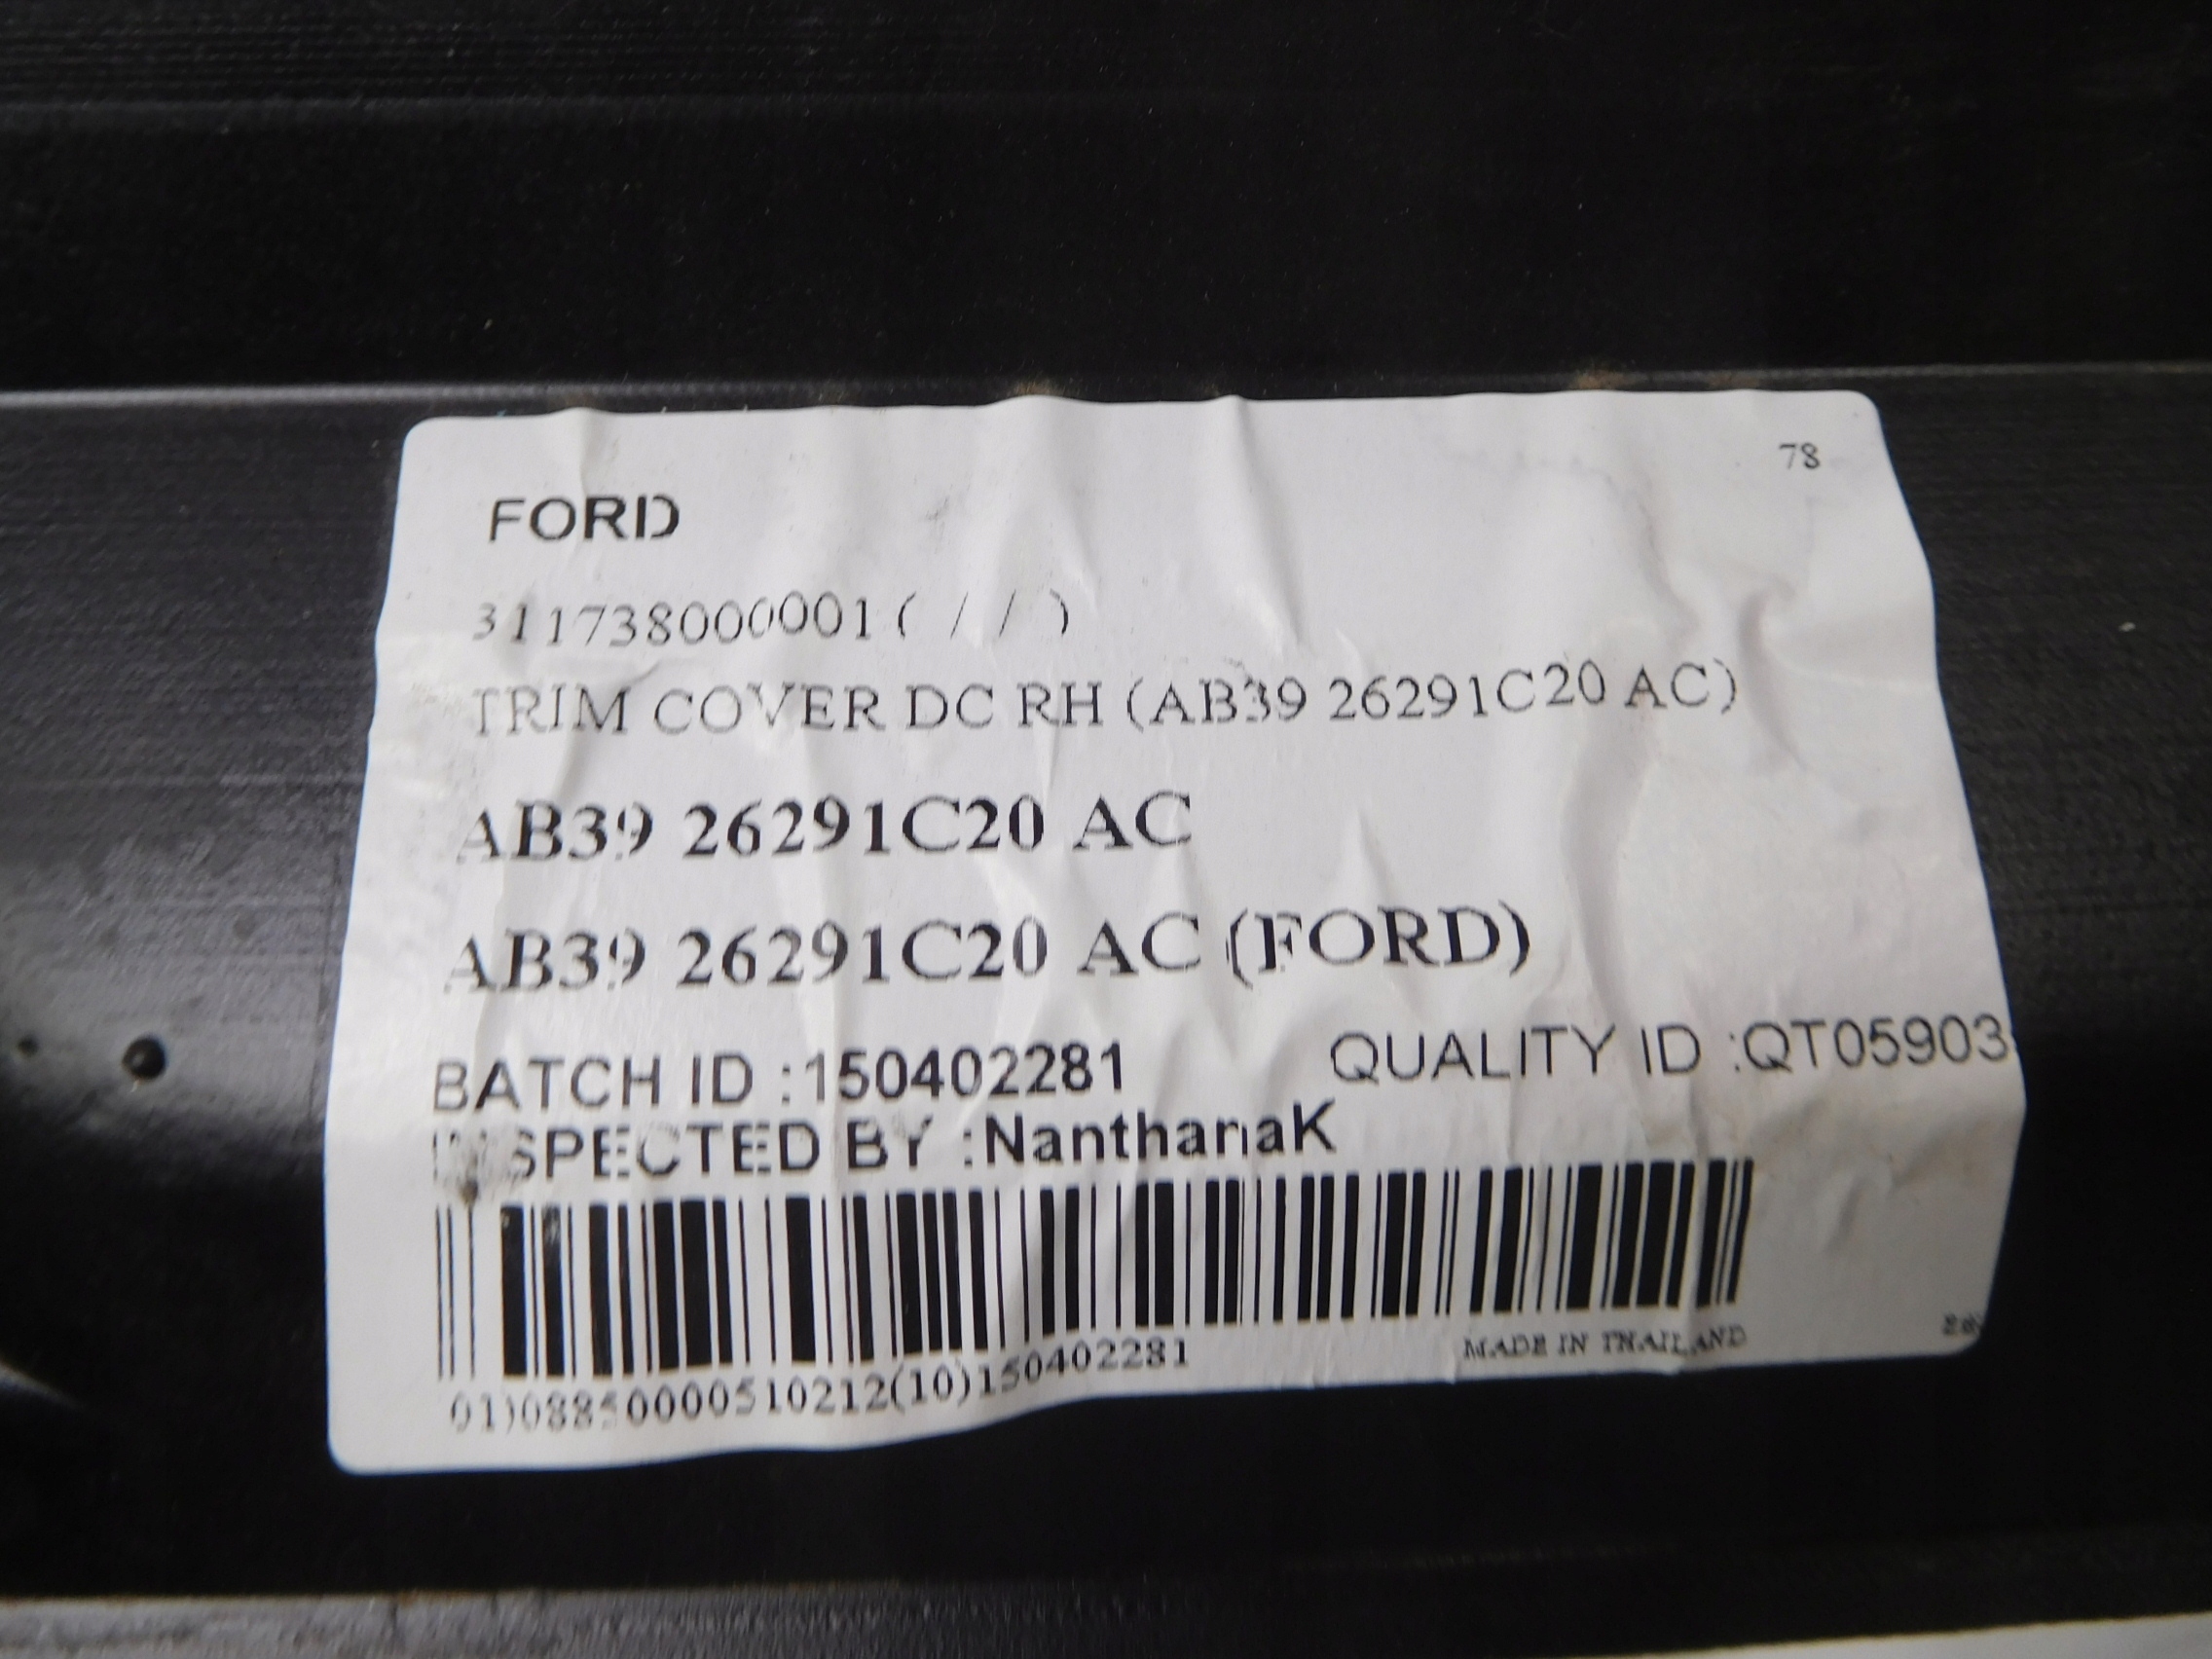 78
FORD
311738000001 ( / / )
TRIM COVER DC RH (AB39 26291C20 AC)
AB39 26291C20 AC
AB39 26291C20 AC (FORD)
BATCH ID :150402281 QUALITY ID :QT05903
INSPECTED BY :NanthanaK
01)08850000510212(10)150402281 MADE IN THAILAND